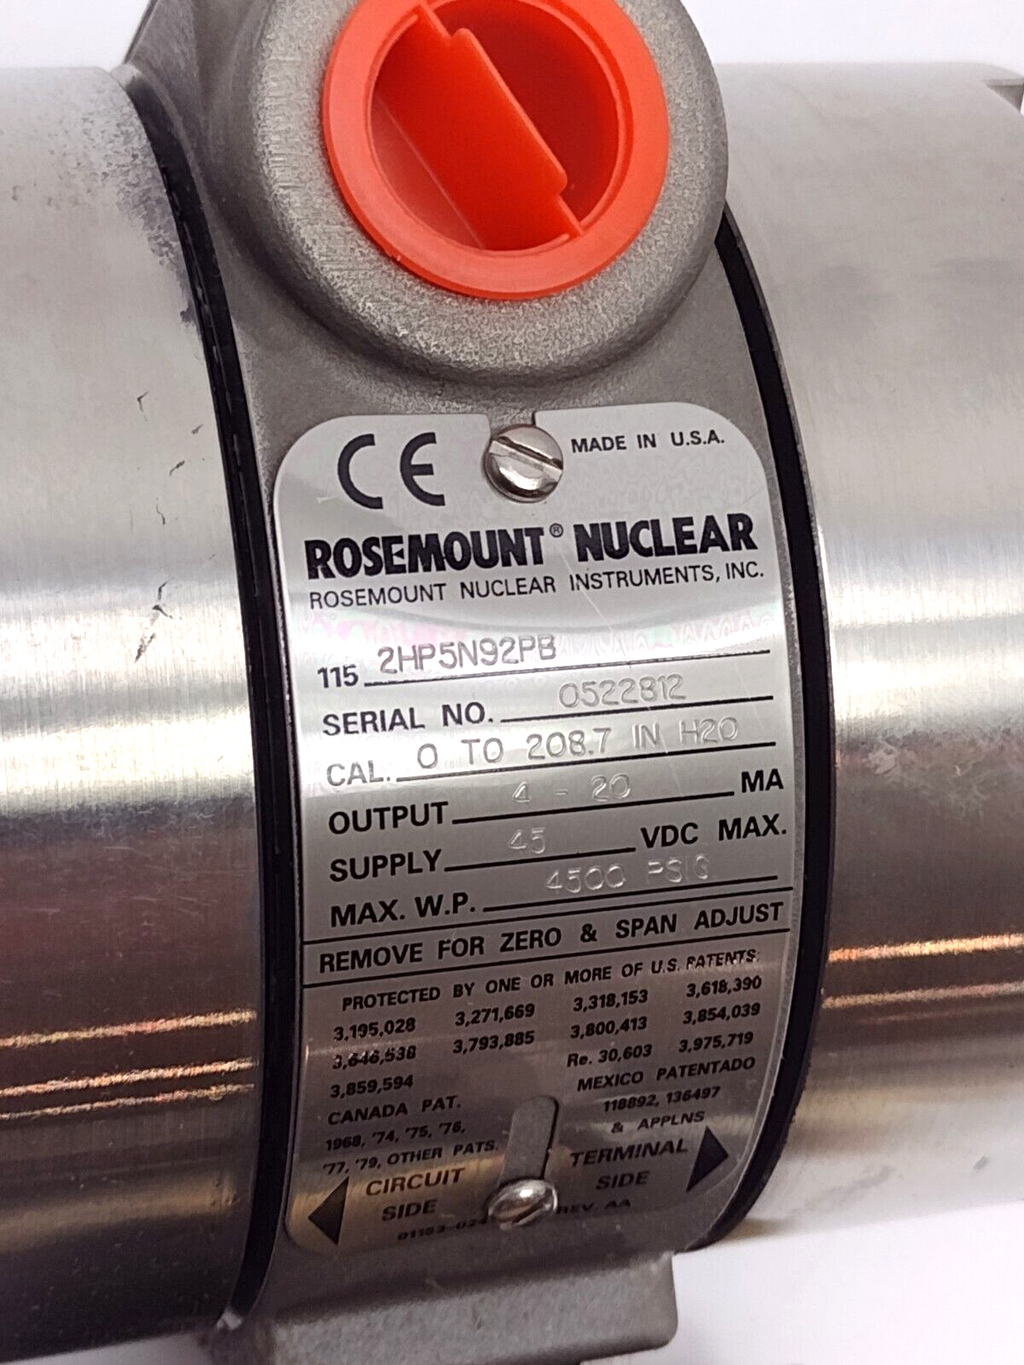 CE MADE IN U.S.A.
ROSEMOUNT® NUCLEAR
ROSEMOUNT NUCLEAR INSTRUMENTS, INC.
115 2HP5N92PB
SERIAL NO. 0522812
CAL. 0 TO 208.7 IN H2O
OUTPUT 4 - 20 MA
SUPPLY 45 VDC MAX.
MAX. W.P. 4500 PSIG
REMOVE FOR ZERO & SPAN ADJUST
PROTECTED BY ONE OR MORE OF U.S. PATENTS:
3,195,028 3,271,669 3,318,153 3,618,390
3,646,538 3,793,885 3,800,413 3,854,039
3,859,594 Re. 30,603 3,975,719
CANADA PAT. MEXICO PATENTADO
1968, '74, '75, '76, 118892, 136497
'77, '79, OTHER PATS. & APPLNS
CIRCUIT SIDE TERMINAL SIDE
REV. AA